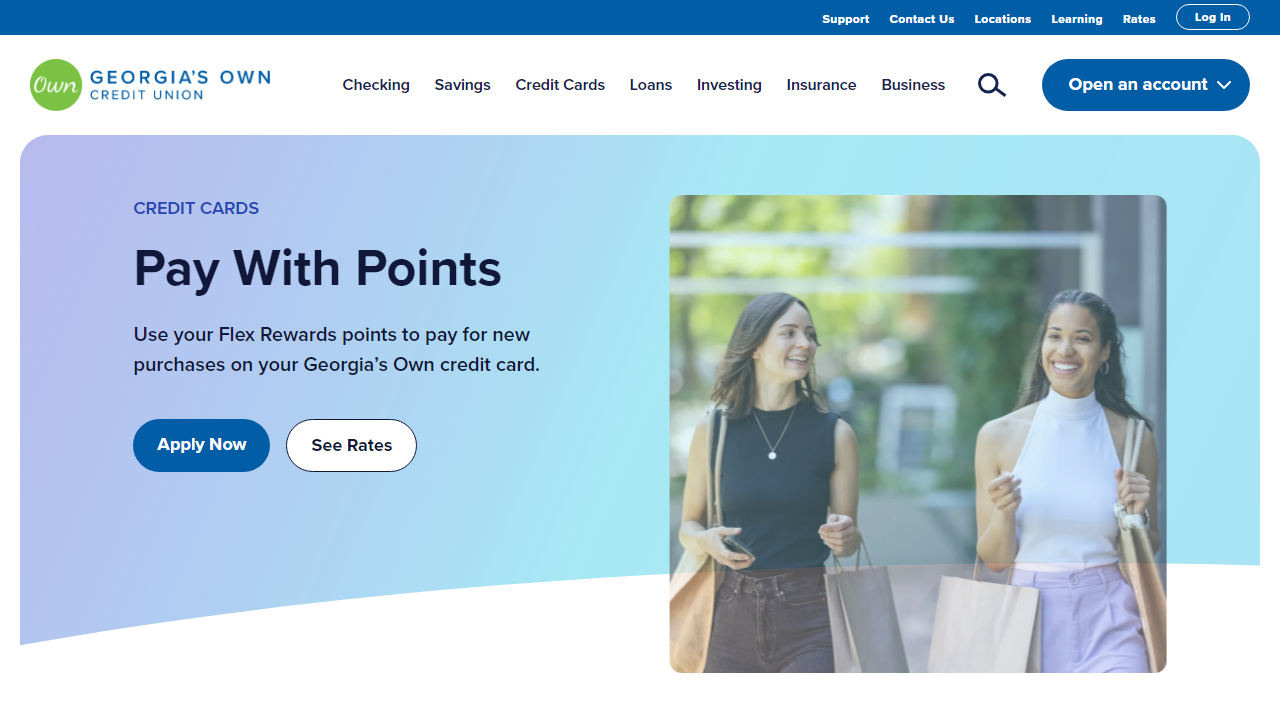 Support Contact Us Locations Learning Rates Log In
Own GEORGIA'S OWN
CREDIT UNION
Checking Savings Credit Cards Loans Investing Insurance Business Open an account
CREDIT CARDS
Pay With Points
Use your Flex Rewards points to pay for new
purchases on your Georgia’s Own credit card.
Apply Now See Rates